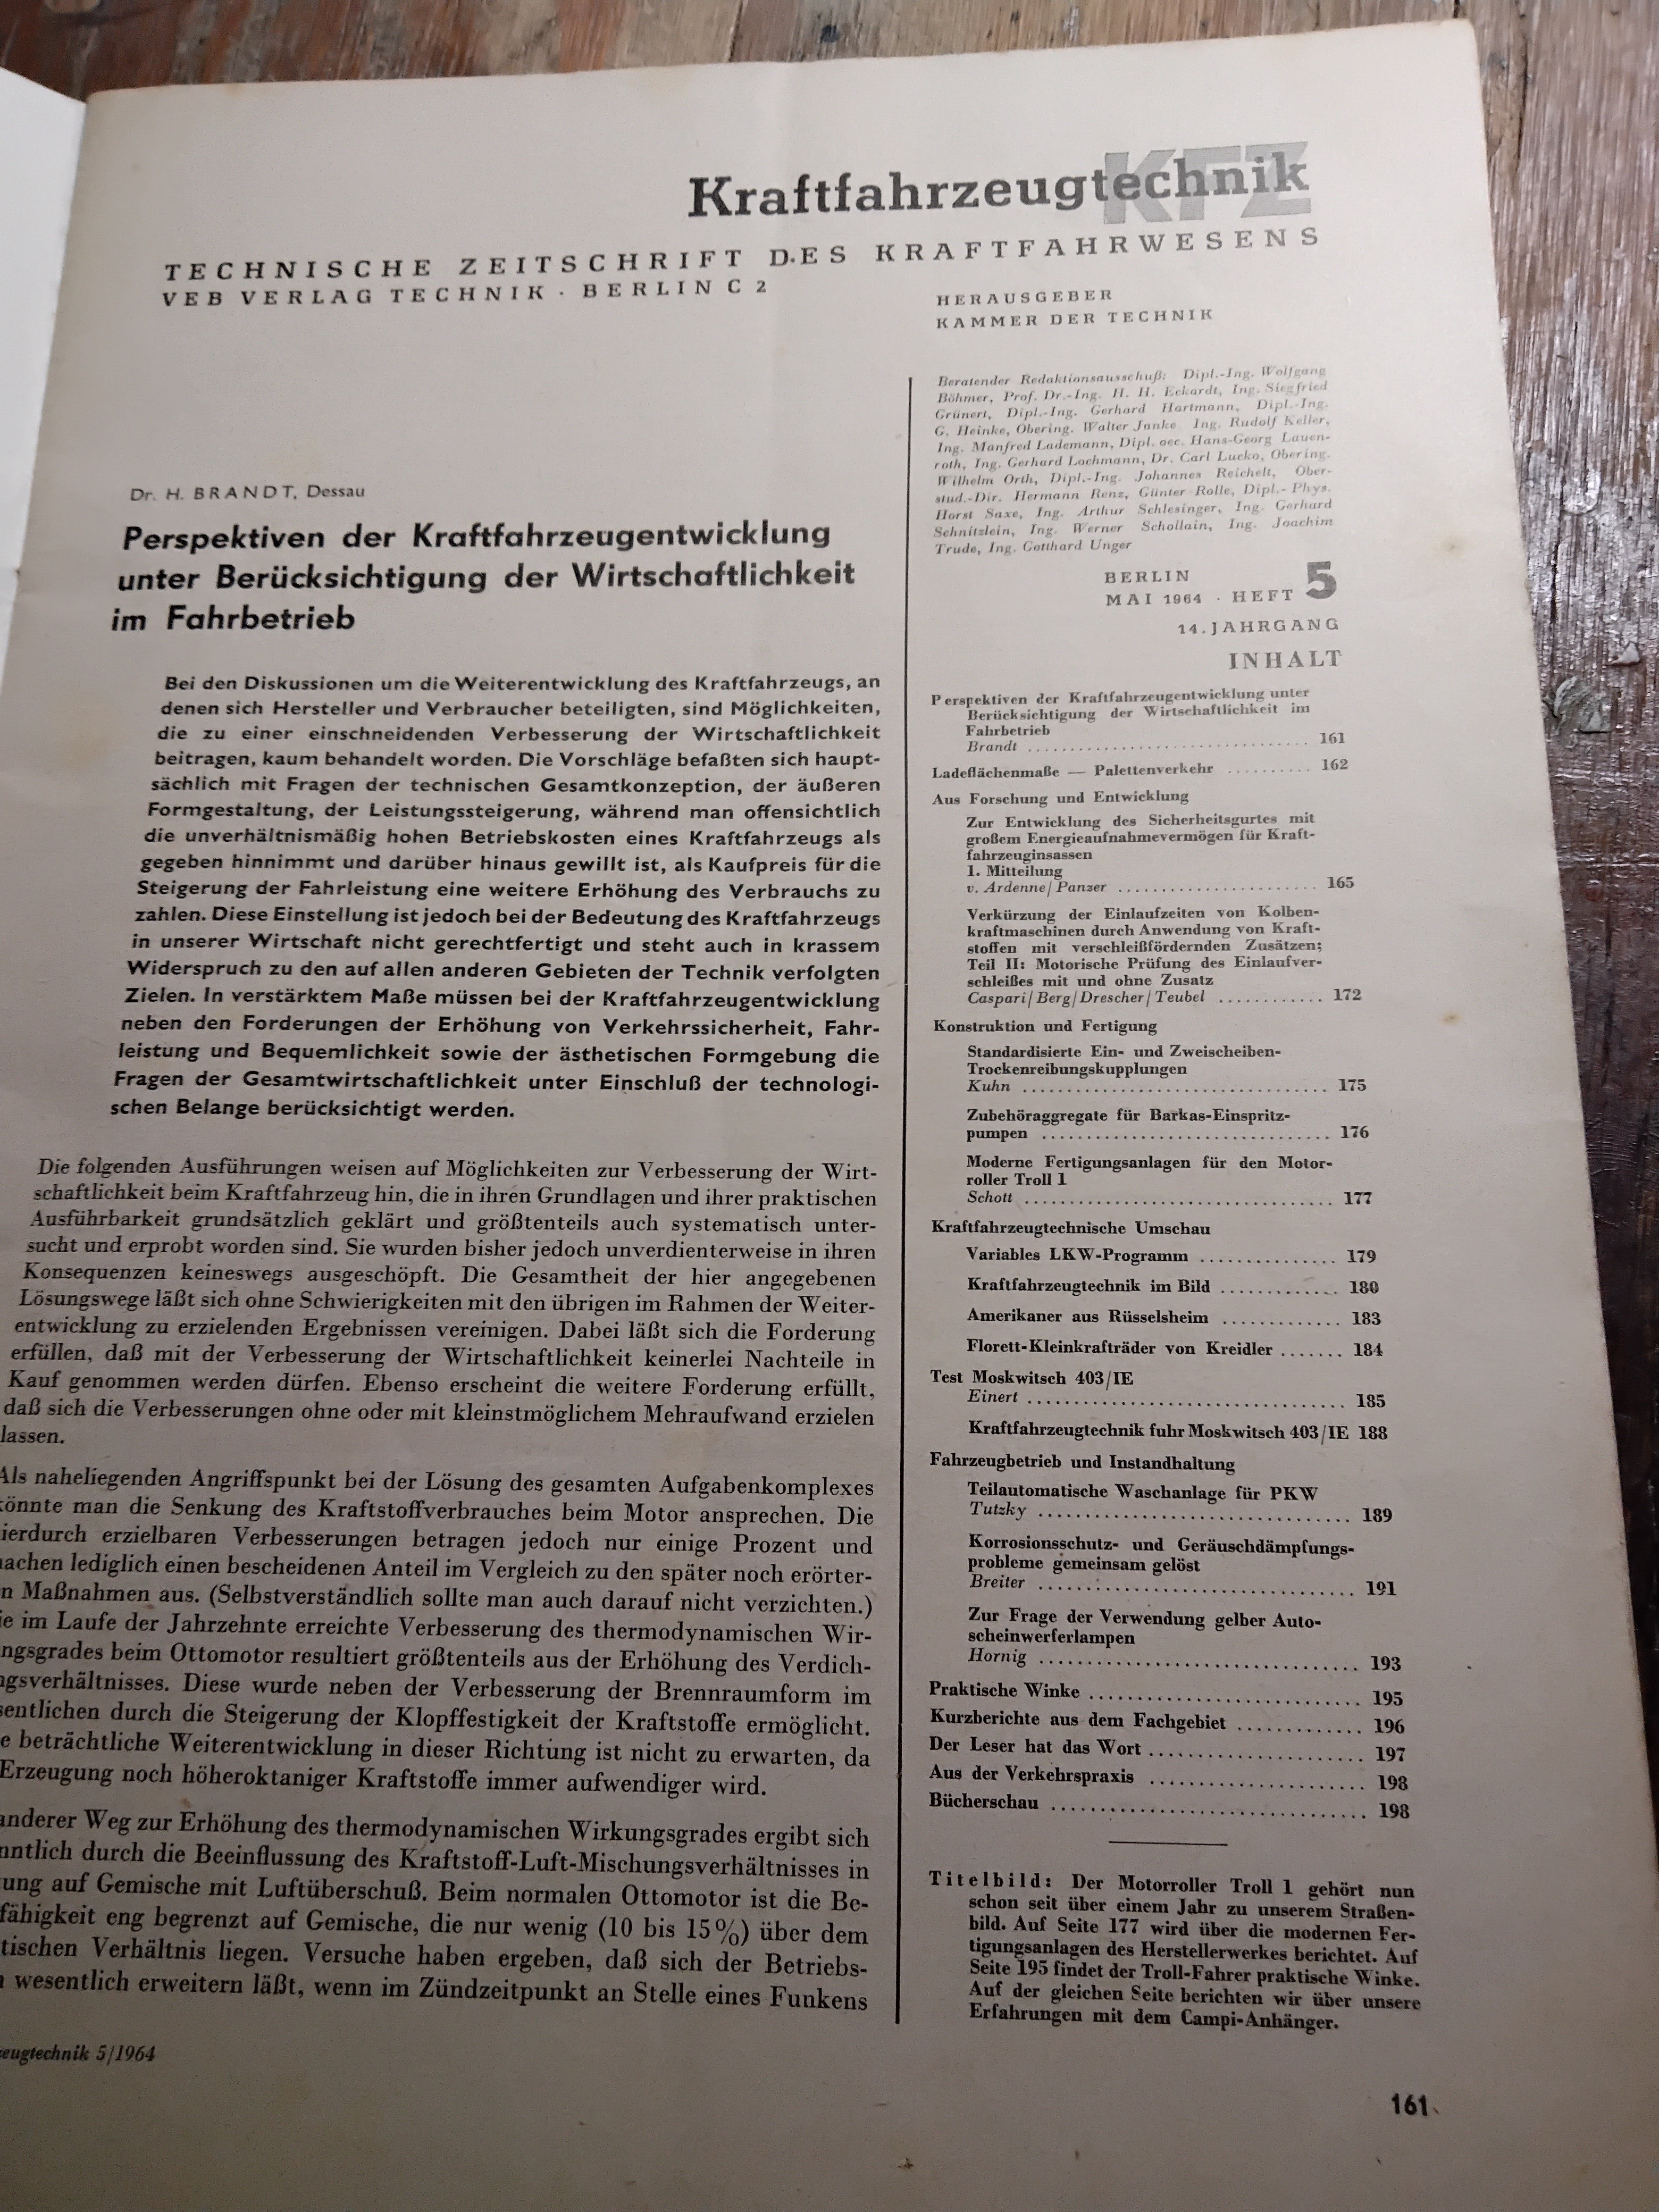 Kraftfahrzeugtechnik
KFZ
TECHNISCHE ZEITSCHRIFT DES KRAFTFAHRWESENS
VEB VERLAG TECHNIK · BERLIN C 2
HERAUSGEBER
KAMMER DER TECHNIK
Dr. H. BRANDT, Dessau
Perspektiven der Kraftfahrzeugentwicklung
unter Berücksichtigung der Wirtschaftlichkeit
im Fahrbetrieb
Bei den Diskussionen um die Weiterentwicklung des Kraftfahrzeugs, an
denen sich Hersteller und Verbraucher beteiligten, sind Möglichkeiten,
die zu einer einschneidenden Verbesserung der Wirtschaftlichkeit
beitragen, kaum behandelt worden. Die Vorschläge befaßten sich haupt-
sächlich mit Fragen der technischen Gesamtkonzeption, der äußeren
Formgestaltung, der Leistungssteigerung, während man offensichtlich
die unverhältnismäßig hohen Betriebskosten eines Kraftfahrzeugs als
gegeben hinnimmt und darüber hinaus gewillt ist, als Kaufpreis für die
Steigerung der Fahrleistung eine weitere Erhöhung des Verbrauchs zu
zahlen. Diese Einstellung ist jedoch bei der Bedeutung des Kraftfahrzeugs
in unserer Wirtschaft nicht gerechtfertigt und steht auch in krassem
Widerspruch zu den auf allen anderen Gebieten der Technik verfolgten
Zielen. In verstärktem Maße müssen bei der Kraftfahrzeugentwicklung
neben den Forderungen der Erhöhung von Verkehrssicherheit, Fahr-
leistung und Bequemlichkeit sowie der ästhetischen Formgebung die
Fragen der Gesamtwirtschaftlichkeit unter Einschluß der technologi-
schen Belange berücksichtigt werden.
Die folgenden Ausführungen weisen auf Möglichkeiten zur Verbesserung der Wirt-
schaftlichkeit beim Kraftfahrzeug hin, die in ihren Grundlagen und ihrer praktischen
Ausführbarkeit grundsätzlich geklärt und größtenteils auch systematisch unter-
sucht und erprobt worden sind. Sie wurden bisher jedoch unverdienterweise in ihren
Konsequenzen keineswegs ausgeschöpft. Die Gesamtheit der hier angegebenen
Lösungswege läßt sich ohne Schwierigkeiten mit den übrigen im Rahmen der Weiter-
entwicklung zu erzielenden Ergebnissen vereinigen. Dabei läßt sich die Forderung
erfüllen, daß mit der Verbesserung der Wirtschaftlichkeit keinerlei Nachteile in
Kauf genommen werden dürfen. Ebenso erscheint die weitere Forderung erfüllt,
daß sich die Verbesserungen ohne oder mit kleinstmöglichem Mehraufwand erzielen
lassen.
Als naheliegenden Angriffspunkt bei der Lösung des gesamten Aufgabenkomplexes
könnte man die Senkung des Kraftstoffverbrauches beim Motor ansprechen. Die
ierdurch erzielbaren Verbesserungen betragen jedoch nur einige Prozent und
achen lediglich einen bescheidenen Anteil im Vergleich zu den später noch erörter-
n Maßnahmen aus. (Selbstverständlich sollte man auch darauf nicht verzichten.)
ie im Laufe der Jahrzehnte erreichte Verbesserung des thermodynamischen Wir-
ngsgrades beim Ottomotor resultiert größtenteils aus der Erhöhung des Verdich-
gsverhältnisses. Diese wurde neben der Verbesserung der Brennraumform im
sentlichen durch die Steigerung der Klopffestigkeit der Kraftstoffe ermöglicht.
e beträchtliche Weiterentwicklung in dieser Richtung ist nicht zu erwarten, da
Erzeugung noch höheroktaniger Kraftstoffe immer aufwendiger wird.
anderer Weg zur Erhöhung des thermodynamischen Wirkungsgrades ergibt sich
nntlich durch die Beeinflussung des Kraftstoff-Luft-Mischungsverhältnisses in
ung auf Gemische mit Luftüberschuß. Beim normalen Ottomotor ist die Be-
fähigkeit eng begrenzt auf Gemische, die nur wenig (10 bis 15%) über dem
tischen Verhältnis liegen. Versuche haben ergeben, daß sich der Betriebs-
wesentlich erweitern läßt, wenn im Zündzeitpunkt an Stelle eines Funkens
eugtechnik 5/1964
Beratender Redaktionsausschuß: Dipl.-Ing. Wolfgang
Böhmer, Prof. Dr.-Ing. H. H. Eckardt, Ing. Siegfried
Grünert, Dipl.-Ing. Gerhard Hartmann, Dipl.-Ing.
G. Heinke, Obering. Walter Janke Ing. Rudolf Keller,
Ing. Manfred Lademann, Dipl. oec. Hans-Georg Lauen-
roth, Ing. Gerhard Lochmann, Dr. Carl Lucko, Obering.
Wilhelm Orth, Dipl.-Ing. Johannes Reichelt, Ober-
stud.-Dir. Hermann Renz, Günter Rolle, Dipl.-Phys.
Horst Saxe, Ing. Arthur Schlesinger, Ing. Gerhard
Schnitzlein, Ing. Werner Schollain, Ing. Joachim
Trude, Ing. Gotthard Unger
BERLIN
MAI 1964 · HEFT 5
14. JAHRGANG
INHALT
Perspektiven der Kraftfahrzeugentwicklung unter
Berücksichtigung der Wirtschaftlichkeit im
Fahrbetrieb
Brandt ............ 161
Ladeflächenmaße — Palettenverkehr .......... 162
Aus Forschung und Entwicklung
Zur Entwicklung des Sicherheitsgurtes mit
großem Energieaufnahmevermögen für Kraft-
fahrzeuginsassen
1. Mitteilung
v. Ardenne/Panzer ............ 165
Verkürzung der Einlaufzeiten von Kolben-
kraftmaschinen durch Anwendung von Kraft-
stoffen mit verschleißfördernden Zusätzen;
Teil II: Motorische Prüfung des Einlaufver-
schleißes mit und ohne Zusatz
Caspari/Berg/Drescher/Teubel ............ 172
Konstruktion und Fertigung
Standardisierte Ein- und Zweischeiben-
Trockenreibungskupplungen
Kuhn ............ 175
Zubehöraggregate für Barkas-Einspritz-
pumpen ............ 176
Moderne Fertigungsanlagen für den Motor-
roller Troll 1
Schott ............ 177
Kraftfahrzeugtechnische Umschau
Variables LKW-Programm ............ 179
Kraftfahrzeugtechnik im Bild ............ 180
Amerikaner aus Rüsselsheim ............ 183
Florett-Kleinkrafträder von Kreidler ....... 184
Test Moskwitsch 403/IE
Einert ............ 185
Kraftfahrzeugtechnik fuhr Moskwitsch 403/IE 188
Fahrzeugbetrieb und Instandhaltung
Teilautomatische Waschanlage für PKW
Tutzky ............ 189
Korrosionsschutz- und Geräuschdämpfungs-
probleme gemeinsam gelöst
Breiter ............ 191
Zur Frage der Verwendung gelber Auto-
scheinwerferlampen
Hornig ............ 193
Praktische Winke ............ 195
Kurzberichte aus dem Fachgebiet ............ 196
Der Leser hat das Wort ............ 197
Aus der Verkehrspraxis ............ 198
Bücherschau ............ 198
Titelbild: Der Motorroller Troll 1 gehört nun
schon seit über einem Jahr zu unserem Straßen-
bild. Auf Seite 177 wird über die modernen Fer-
tigungsanlagen des Herstellerwerkes berichtet. Auf
Seite 195 findet der Troll-Fahrer praktische Winke.
Auf der gleichen Seite berichten wir über unsere
Erfahrungen mit dem Campi-Anhänger.
161